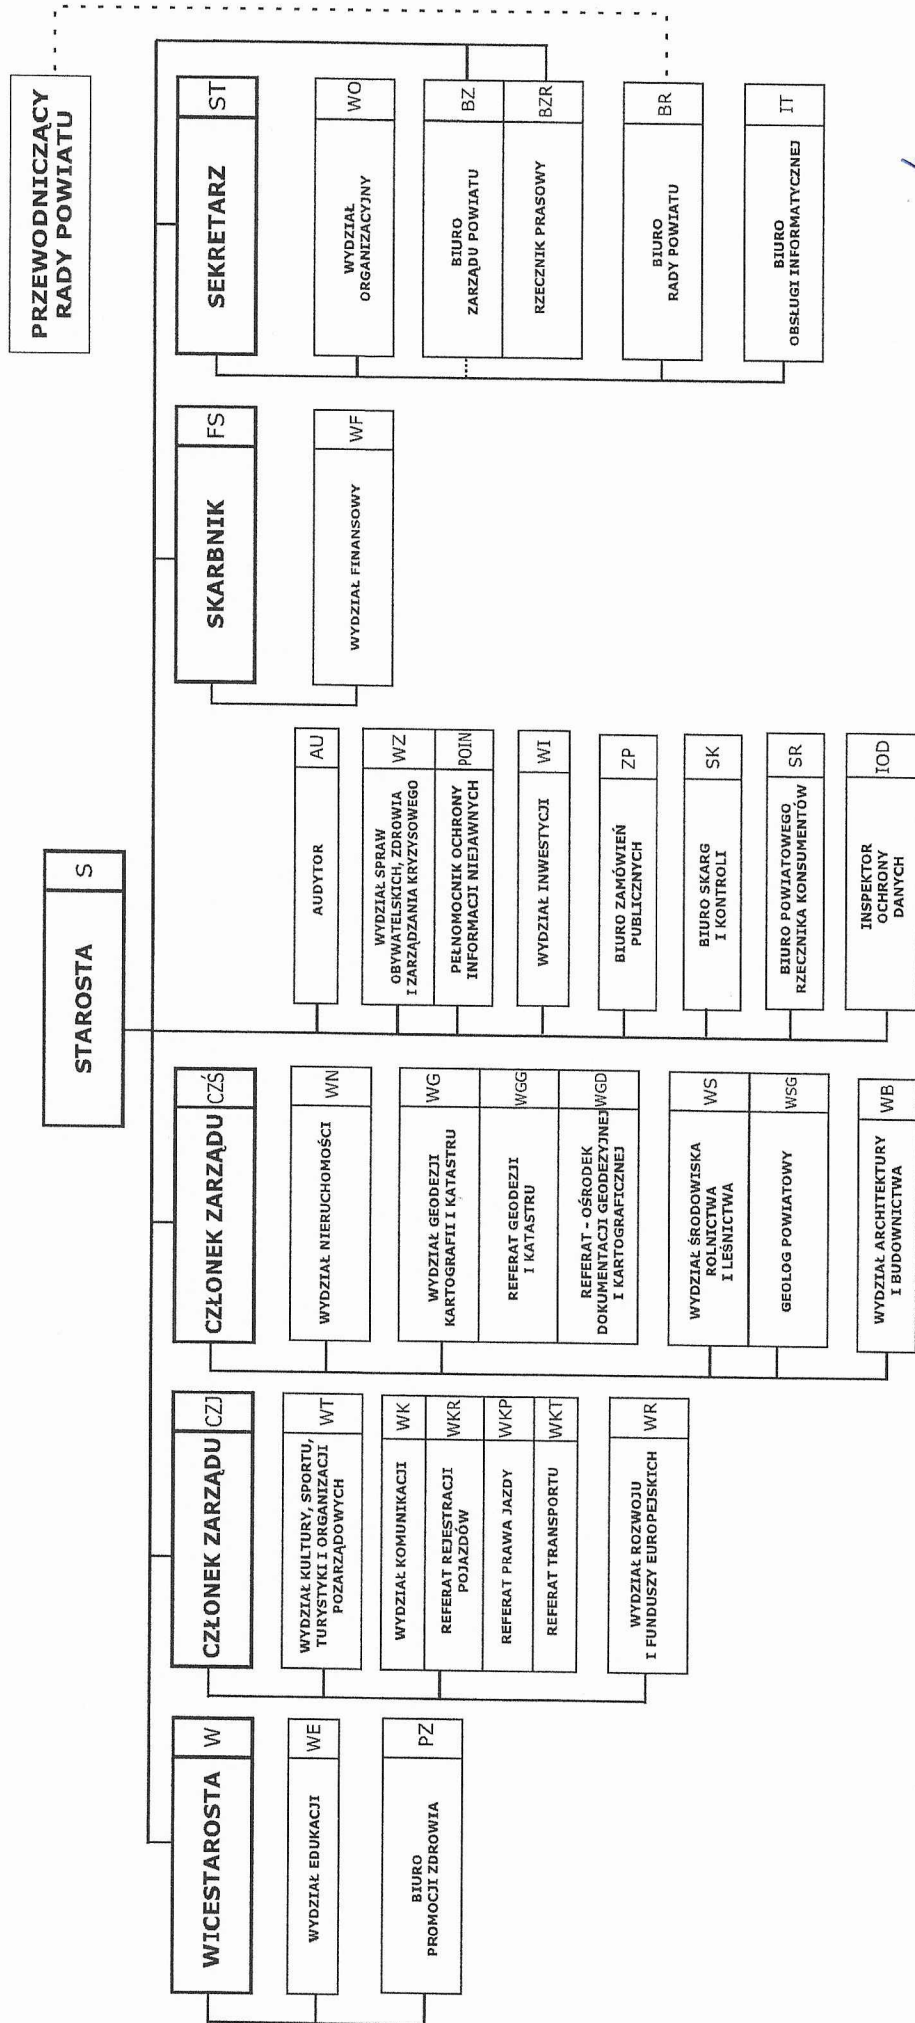 PRZEWODNICZĄCY
RADY POWIATU
STAROSTA
S
WICESTAROSTA
W
WYDZIAŁ EDUKACJI
WE
BIURO
PROMOCJI ZDROWIA
PZ
CZŁONEK ZARZĄDU
CZJ
WYDZIAŁ KULTURY, SPORTU,
TURYSTYKI I ORGANIZACJI
POZARZĄDOWYCH
WT
WYDZIAŁ KOMUNIKACJI
WK
REFERAT REJESTRACJI
POJAZDÓW
WKR
REFERAT PRAWA JAZDY
WKP
REFERAT TRANSPORTU
WKT
WYDZIAŁ ROZWOJU
I FUNDUSZY EUROPEJSKICH
WR
CZŁONEK ZARZĄDU
CZŚ
WYDZIAŁ NIERUCHOMOŚCI
WN
WYDZIAŁ GEODEZJI
KARTOGRAFII I KATASTRU
WG
REFERAT GEODEZJI
I KATASTRU
WGG
REFERAT - OŚRODEK
DOKUMENTACJI GEODEZYJNEJ
I KARTOGRAFICZNEJ
WGD
WYDZIAŁ ŚRODOWISKA
ROLNICTWA
I LEŚNICTWA
WS
GEOLOG POWIATOWY
WSG
WYDZIAŁ ARCHITEKTURY
I BUDOWNICTWA
WB
AUDYTOR
AU
WYDZIAŁ SPRAW
OBYWATELSKICH, ZDROWIA
I ZARZĄDZANIA KRYZYSOWEGO
WZ
PEŁNOMOCNIK OCHRONY
INFORMACJI NIEJAWNYCH
POIN
WYDZIAŁ INWESTYCJI
WI
BIURO ZAMÓWIEŃ
PUBLICZNYCH
ZP
BIURO SKARG
I KONTROLI
SK
BIURO POWIATOWEGO
RZECZNIKA KONSUMENTÓW
SR
INSPEKTOR
OCHRONY
DANYCH
IOD
SKARBNIK
FS
WYDZIAŁ FINANSOWY
WF
SEKRETARZ
ST
WYDZIAŁ
ORGANIZACYJNY
WO
BIURO
ZARZĄDU POWIATU
BZ
RZECZNIK PRASOWY
BZR
BIURO
RADY POWIATU
BR
BIURO
OBSŁUGI INFORMATYCZNEJ
IT